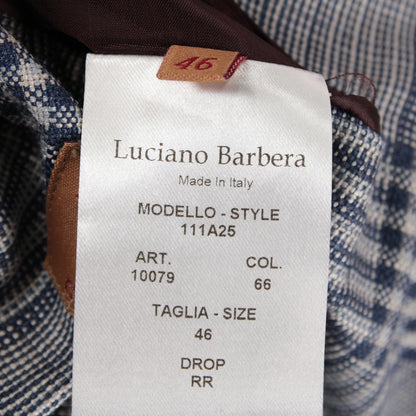 46
Luciano Barbera
Made In Italy
MODELLO - STYLE
111A25
ART. COL.
10079 66
TAGLIA - SIZE
46
DROP
RR